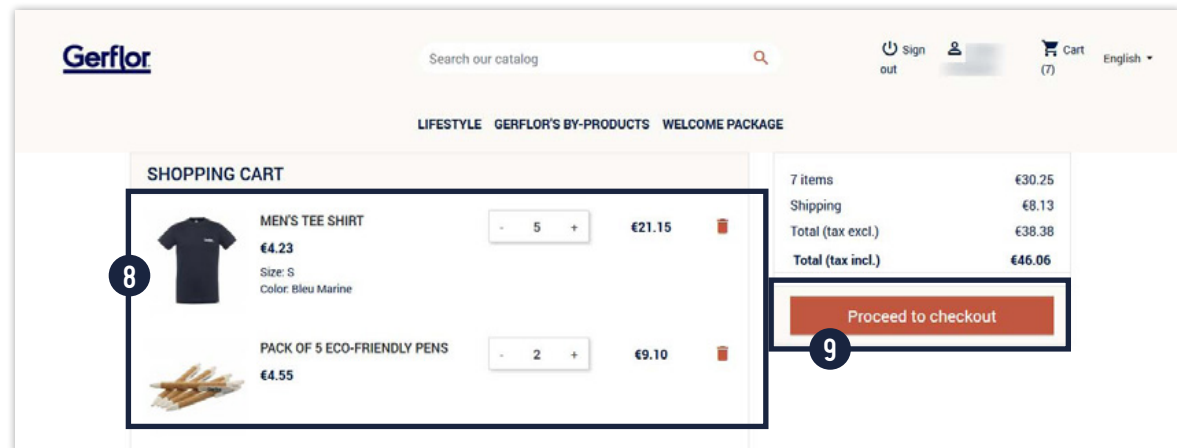 Gerflor
Search our catalog
Sign out
Cart (7)
English
LIFESTYLE GERFLOR'S BY-PRODUCTS WELCOME PACKAGE
SHOPPING CART
MEN'S TEE SHIRT
€4.23
Size: S
Color: Bleu Marine
- 5 +
€21.15
8
PACK OF 5 ECO-FRIENDLY PENS
€4.55
- 2 +
€9.10
7 items €30.25
Shipping €8.13
Total (tax excl.) €38.38
Total (tax incl.) €46.06
Proceed to checkout
9